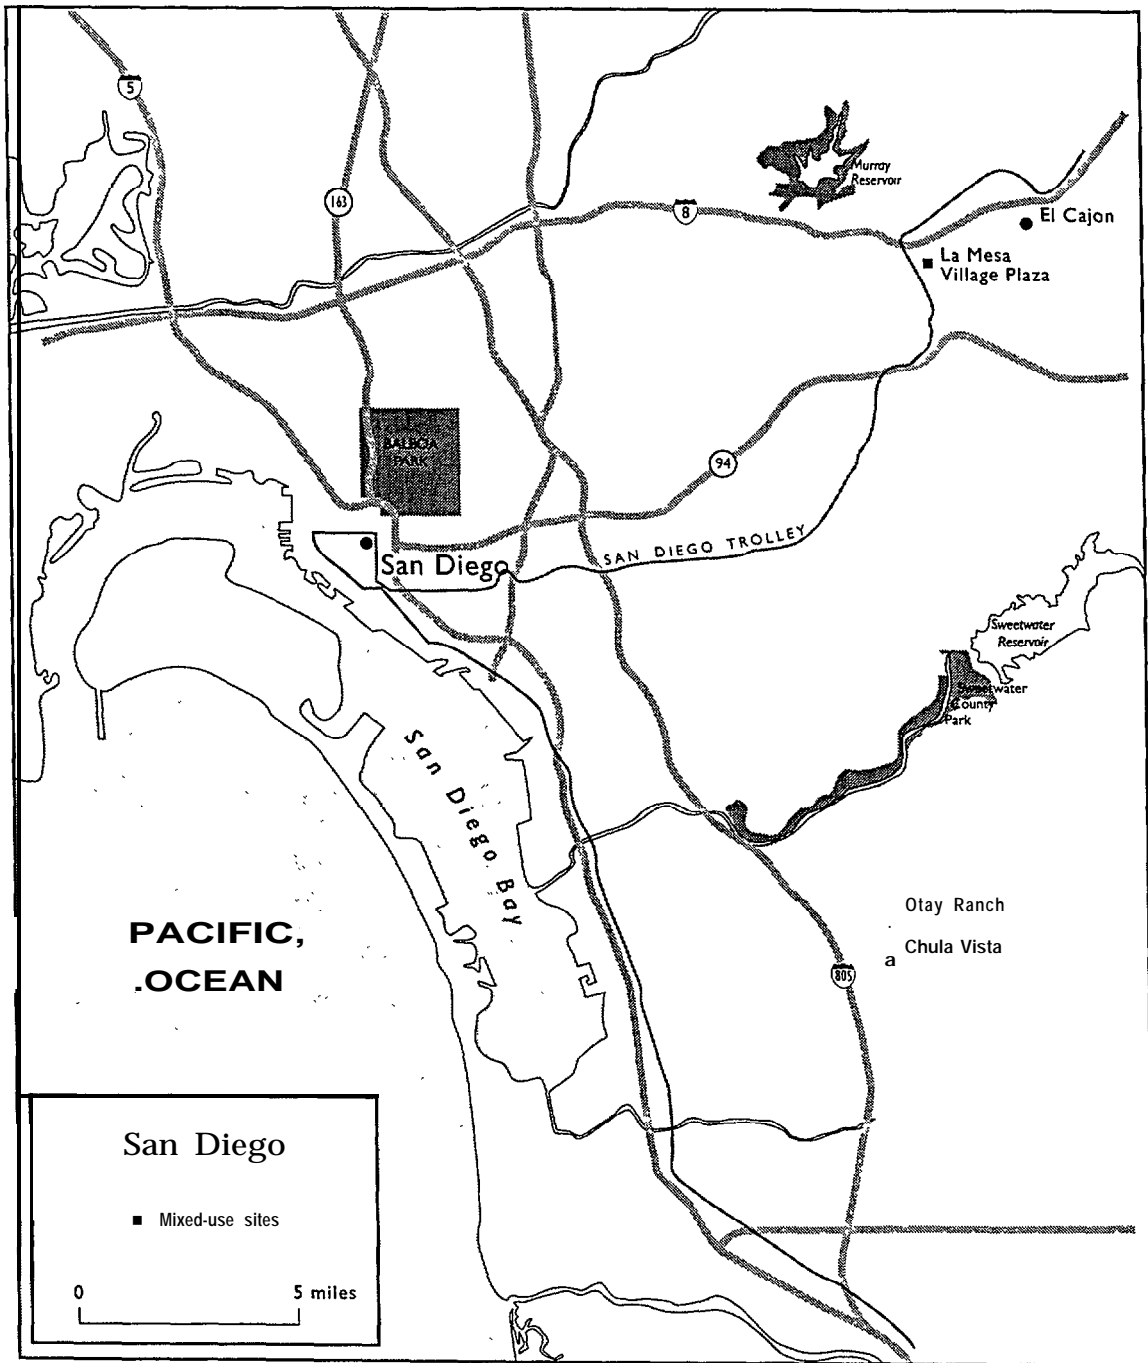 5
163
Murray
Reservoir
8
El Cajon
La Mesa
Village Plaza
BALBOA
PARK
94
SAN DIEGO TROLLEY
San Diego
Sweetwater
Reservoir
Sweetwater
County
Park
San Diego Bay
Otay Ranch
PACIFIC,
.OCEAN
Chula Vista
a
805
San Diego
■ Mixed-use sites
0 5 miles